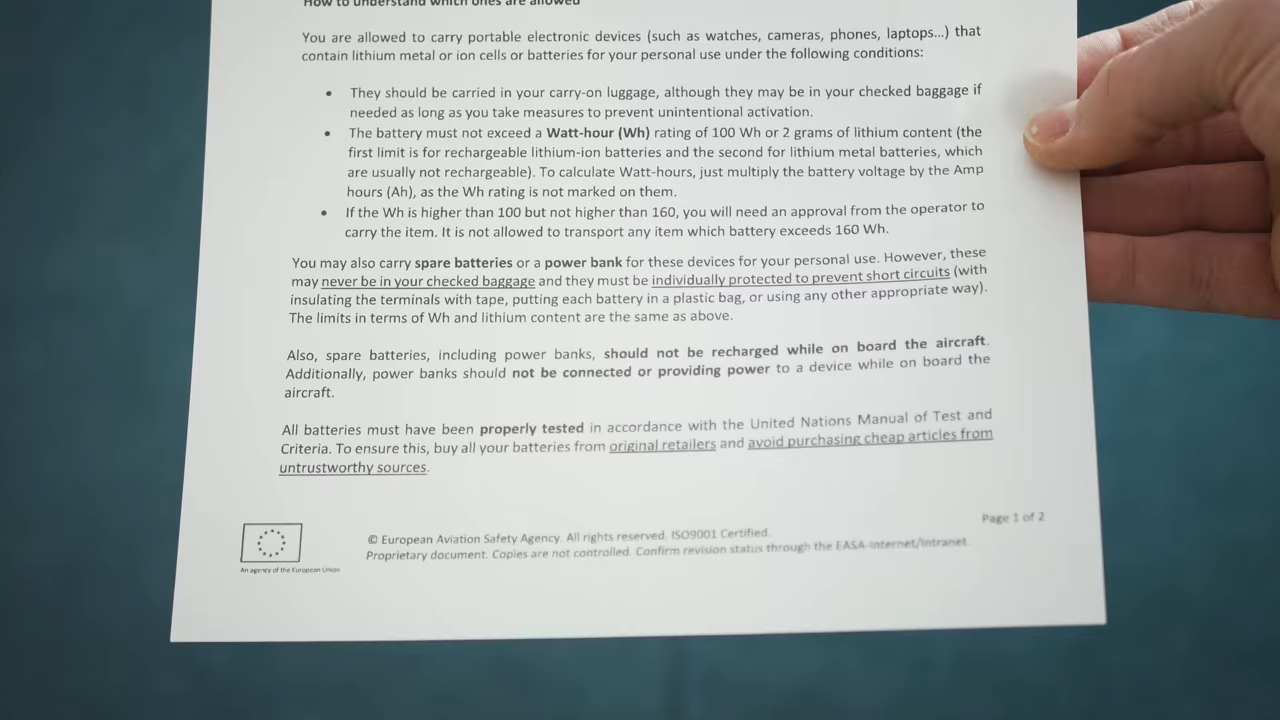 How to understand which ones are allowed
You are allowed to carry portable electronic devices (such as watches, cameras, phones, laptops...) that
contain lithium metal or ion cells or batteries for your personal use under the following conditions:
• They should be carried in your carry-on luggage, although they may be in your checked baggage if
needed as long as you take measures to prevent unintentional activation.
• The battery must not exceed a Watt-hour (Wh) rating of 100 Wh or 2 grams of lithium content (the
first limit is for rechargeable lithium-ion batteries and the second for lithium metal batteries, which
are usually not rechargeable). To calculate Watt-hours, just multiply the battery voltage by the Amp
hours (Ah), as the Wh rating is not marked on them.
• If the Wh is higher than 100 but not higher than 160, you will need an approval from the operator to
carry the item. It is not allowed to transport any item which battery exceeds 160 Wh.
You may also carry spare batteries or a power bank for these devices for your personal use. However, these
may never be in your checked baggage and they must be individually protected to prevent short circuits (with
insulating the terminals with tape, putting each battery in a plastic bag, or using any other appropriate way).
The limits in terms of Wh and lithium content are the same as above.
Also, spare batteries, including power banks, should not be recharged while on board the aircraft.
Additionally, power banks should not be connected or providing power to a device while on board the
aircraft.
All batteries must have been properly tested in accordance with the United Nations Manual of Test and
Criteria. To ensure this, buy all your batteries from original retailers and avoid purchasing cheap articles from
untrustworthy sources.
Page 1 of 2
© European Aviation Safety Agency. All rights reserved. ISO9001 Certified.
Proprietary document. Copies are not controlled. Confirm revision status through the EASA-Internet/Intranet.
An agency of the European Union